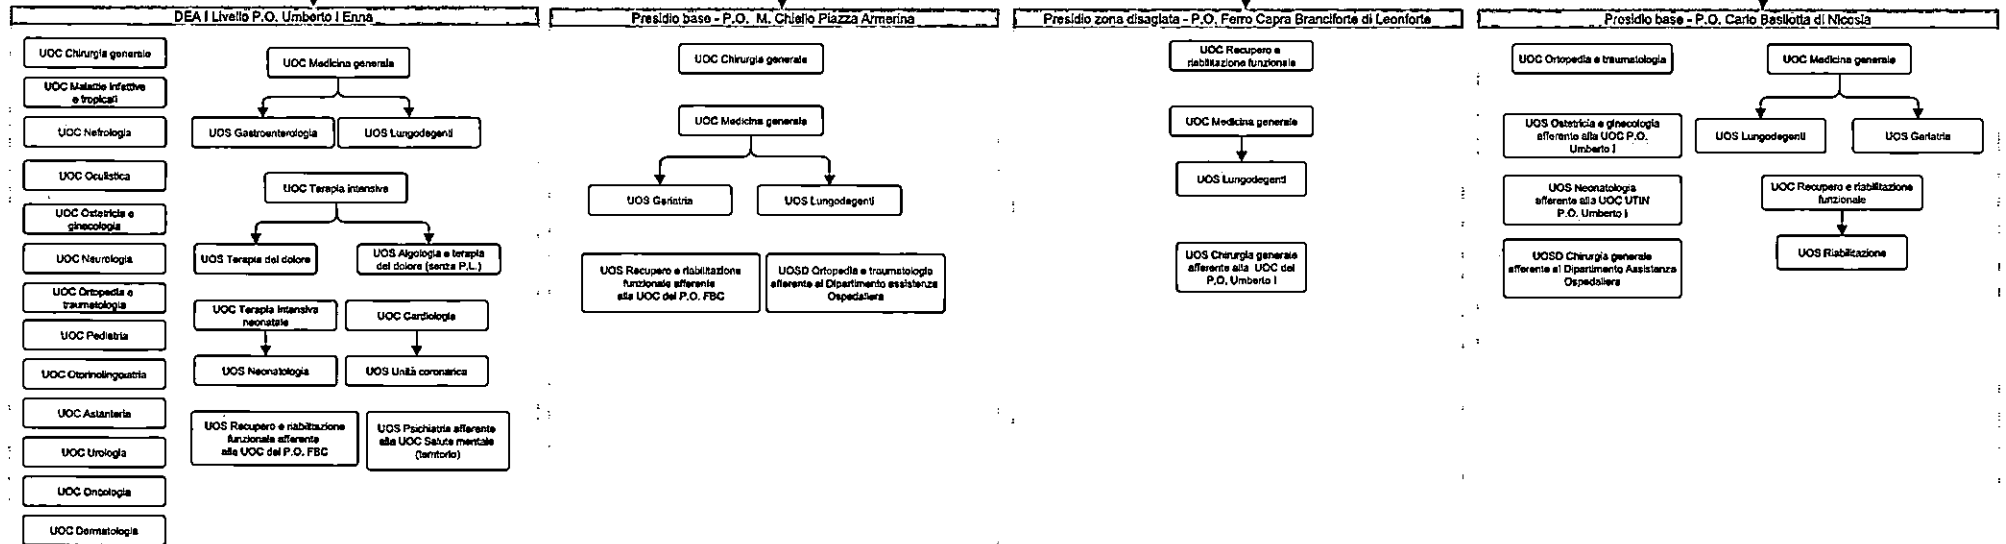 DEA I Livello P.O. Umberto I Enna
UOC Chirurgia generale
UOC Malattie infettive
e tropicali
UOC Nefrologia
UOC Oculistica
UOC Ostetricia e
ginecologia
UOC Neurologia
UOC Ortopedia e
traumatologia
UOC Pediatria
UOC Otorinolingoiatria
UOC Astanteria
UOC Urologia
UOC Oncologia
UOC Dermatologia
UOC Medicina generale
UOS Gastroenterologia
UOS Lungodegenti
UOC Terapia intensiva
UOS Terapia del dolore
UOS Algologia e terapia
del dolore (senza P.L.)
UOC Terapia intensiva
neonatale
UOC Cardiologia
UOS Neonatologia
UOS Unità coronarica
UOS Recupero e riabilitazione
funzionale afferente
alla UOC del P.O. FBC
UOS Psichiatria afferente
alla UOC Salute mentale
(territorio)
Presidio base - P.O. M. Chiello Piazza Armerina
UOC Chirurgia generale
UOC Medicina generale
UOS Geriatria
UOS Lungodegenti
UOS Recupero e riabilitazione
funzionale afferente
alla UOC del P.O. FBC
UOSD Ortopedia e traumatologia
afferente al Dipartimento assistenza
Ospedaliera
Presidio zona disagiata - P.O. Ferro Capra Branciforte di Leonforte
UOC Recupero e
riabilitazione funzionale
UOC Medicina generale
UOS Lungodegenti
UOS Chirurgia generale
afferente alla UOC del
P.O. Umberto I
Presidio base - P.O. Carlo Basilotta di Nicosia
UOC Ortopedia e traumatologia
UOS Ostetricia e ginecologia
afferente alla UOC P.O.
Umberto I
UOS Neonatologia
afferente alla UOC UTIN
P.O. Umberto I
UOSD Chirurgia generale
afferente al Dipartimento Assistenza
Ospedaliera
UOC Medicina generale
UOS Lungodegenti
UOS Geriatria
UOC Recupero e riabilitazione
funzionale
UOS Riabilitazione